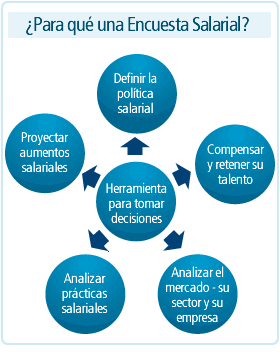 ¿Para qué una Encuesta Salarial?
Definir la
política
salarial
Proyectar
aumentos
salariales
Compensar
y retener su
talento
Herramienta
para tomar
decisiones
Analizar
prácticas
salariales
Analizar el
mercado - su
sector y su
empresa